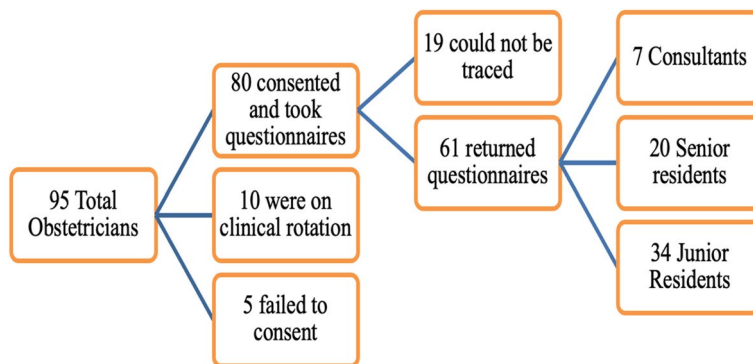 95 Total
Obstetricians
80 consented
and took
questionnaires
10 were on
clinical rotation
5 failed to
consent
19 could not be
traced
61 returned
questionnaires
7 Consultants
20 Senior
residents
34 Junior
Residents